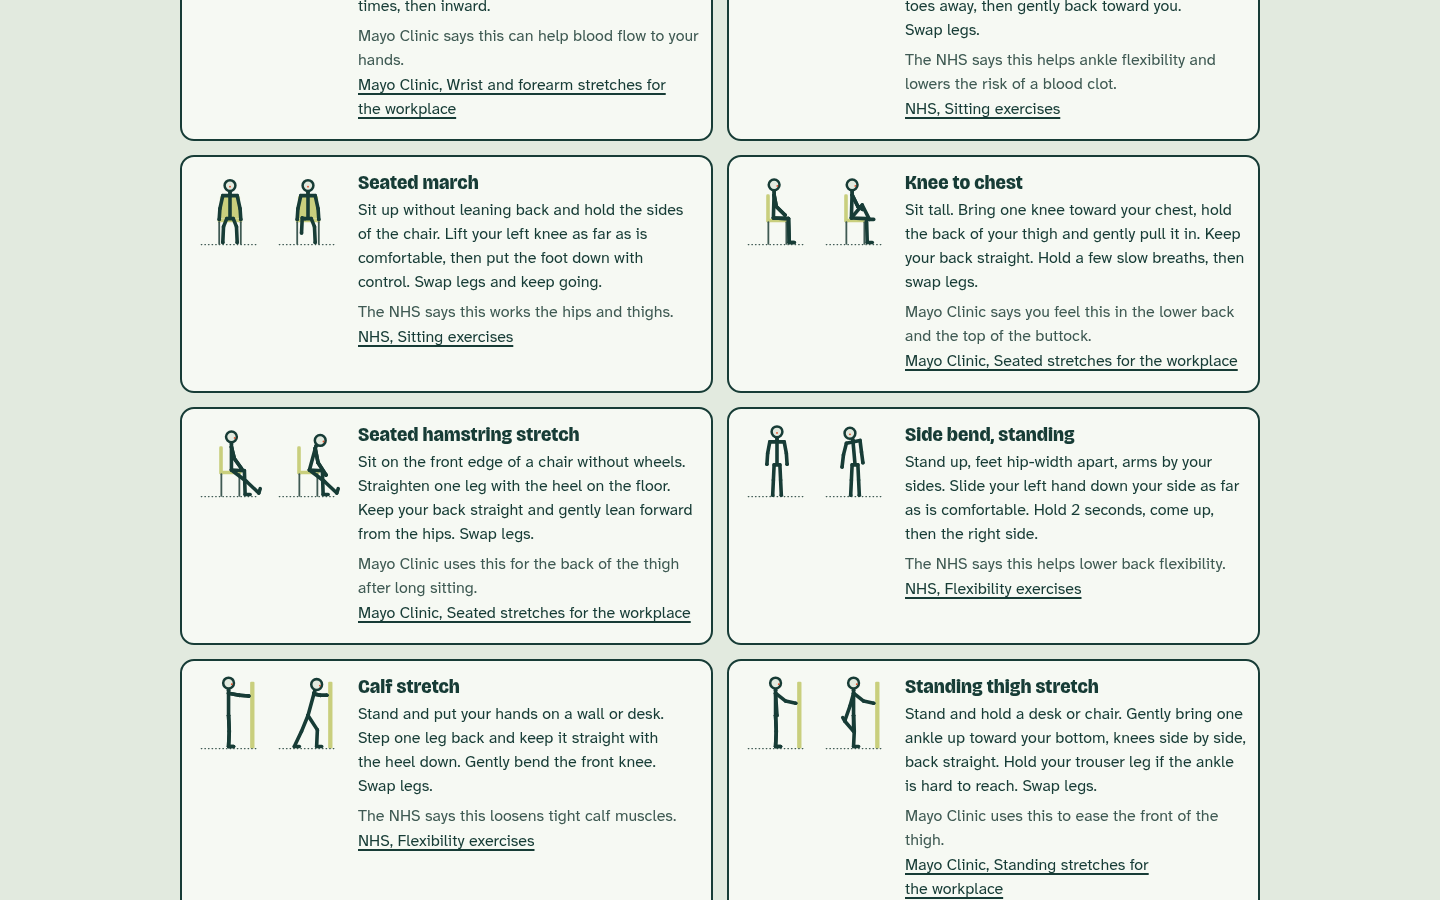 times, then inward.
Mayo Clinic says this can help blood flow to your
hands.
Mayo Clinic, Wrist and forearm stretches for
the workplace
toes away, then gently back toward you.
Swap legs.
The NHS says this helps ankle flexibility and
lowers the risk of a blood clot.
NHS, Sitting exercises
Seated march
Sit up without leaning back and hold the sides
of the chair. Lift your left knee as far as is
comfortable, then put the foot down with
control. Swap legs and keep going.
The NHS says this works the hips and thighs.
NHS, Sitting exercises
Knee to chest
Sit tall. Bring one knee toward your chest, hold
the back of your thigh and gently pull it in. Keep
your back straight. Hold a few slow breaths, then
swap legs.
Mayo Clinic says you feel this in the lower back
and the top of the buttock.
Mayo Clinic, Seated stretches for the workplace
Seated hamstring stretch
Sit on the front edge of a chair without wheels.
Straighten one leg with the heel on the floor.
Keep your back straight and gently lean forward
from the hips. Swap legs.
Mayo Clinic uses this for the back of the thigh
after long sitting.
Mayo Clinic, Seated stretches for the workplace
Side bend, standing
Stand up, feet hip-width apart, arms by your
sides. Slide your left hand down your side as far
as is comfortable. Hold 2 seconds, come up,
then the right side.
The NHS says this helps lower back flexibility.
NHS, Flexibility exercises
Calf stretch
Stand and put your hands on a wall or desk.
Step one leg back and keep it straight with
the heel down. Gently bend the front knee.
Swap legs.
The NHS says this loosens tight calf muscles.
NHS, Flexibility exercises
Standing thigh stretch
Stand and hold a desk or chair. Gently bring one
ankle up toward your bottom, knees side by side,
back straight. Hold your trouser leg if the ankle
is hard to reach. Swap legs.
Mayo Clinic uses this to ease the front of the
thigh.
Mayo Clinic, Standing stretches for
the workplace